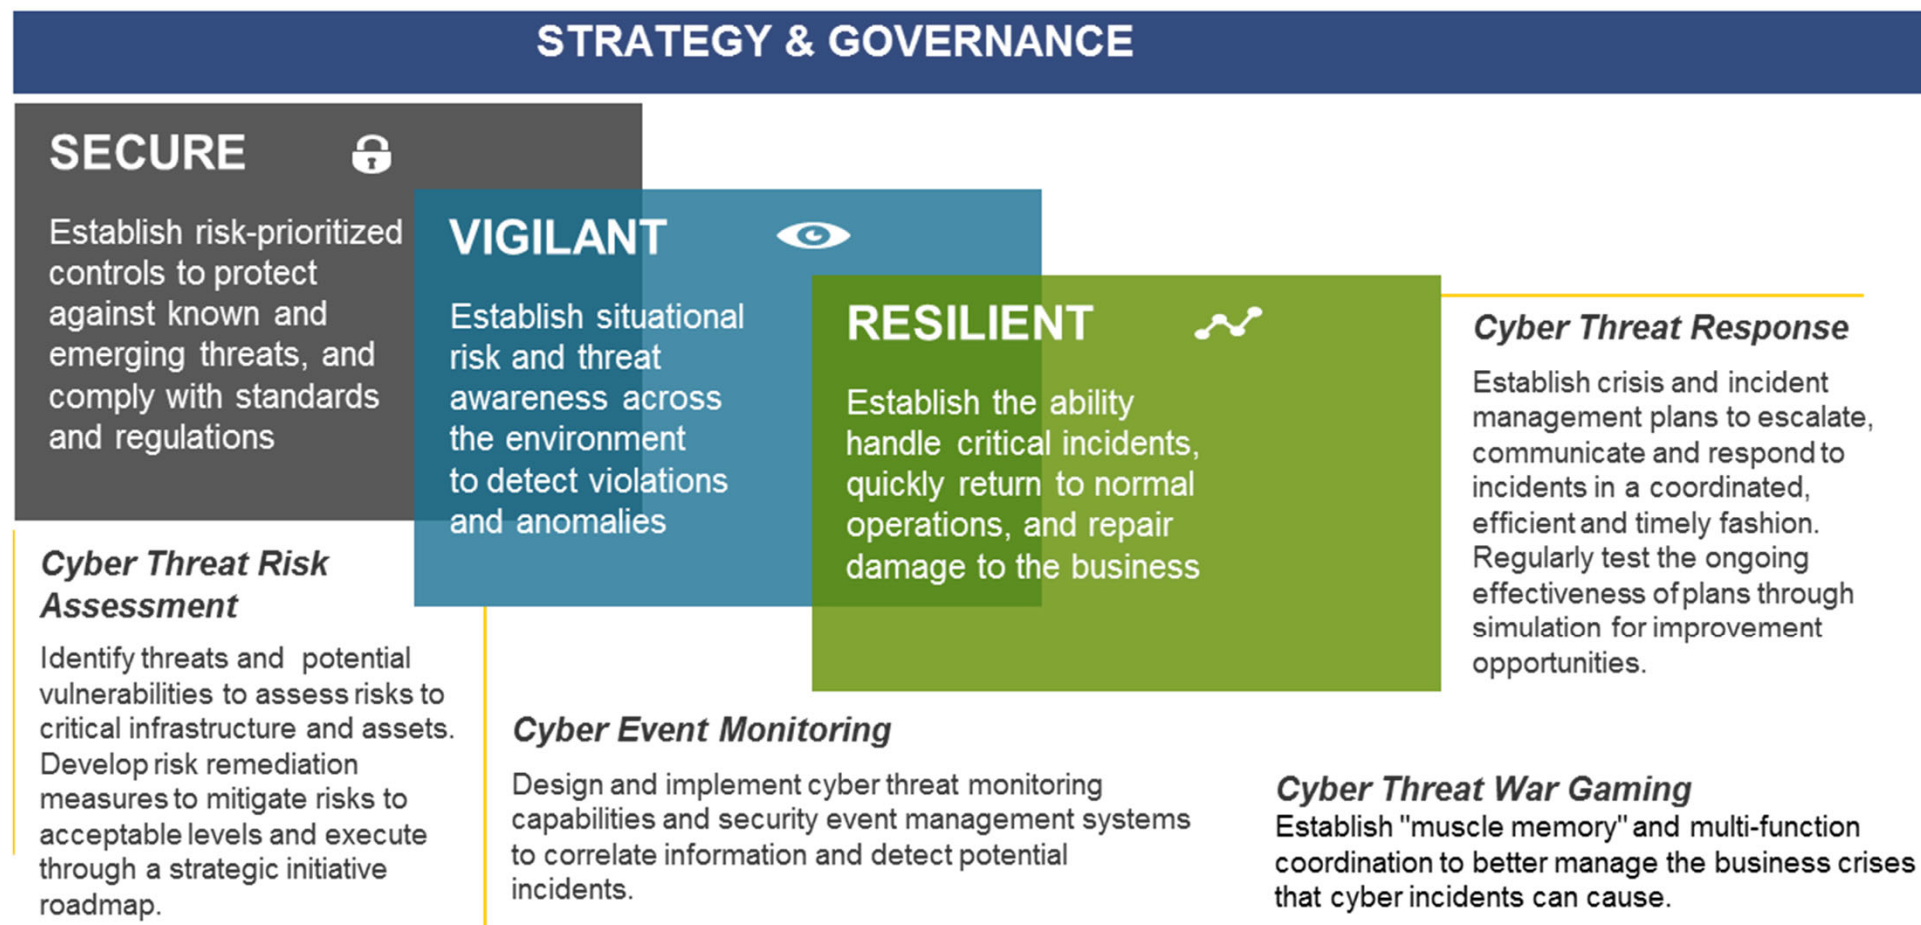 STRATEGY & GOVERNANCE
SECURE
Establish risk-prioritized
controls to protect
against known and
emerging threats, and
comply with standards
and regulations
VIGILANT
Establish situational
risk and threat
awareness across
the environment
to detect violations
and anomalies
RESILIENT
Establish the ability
handle critical incidents,
quickly return to normal
operations, and repair
damage to the business
Cyber Threat Response
Establish crisis and incident
management plans to escalate,
communicate and respond to
incidents in a coordinated,
efficient and timely fashion.
Regularly test the ongoing
effectiveness of plans through
simulation for improvement
opportunities.
Cyber Threat Risk
Assessment
Identify threats and potential
vulnerabilities to assess risks to
critical infrastructure and assets.
Develop risk remediation
measures to mitigate risks to
acceptable levels and execute
through a strategic initiative
roadmap.
Cyber Event Monitoring
Design and implement cyber threat monitoring
capabilities and security event management systems
to correlate information and detect potential
incidents.
Cyber Threat War Gaming
Establish "muscle memory" and multi-function
coordination to better manage the business crises
that cyber incidents can cause.